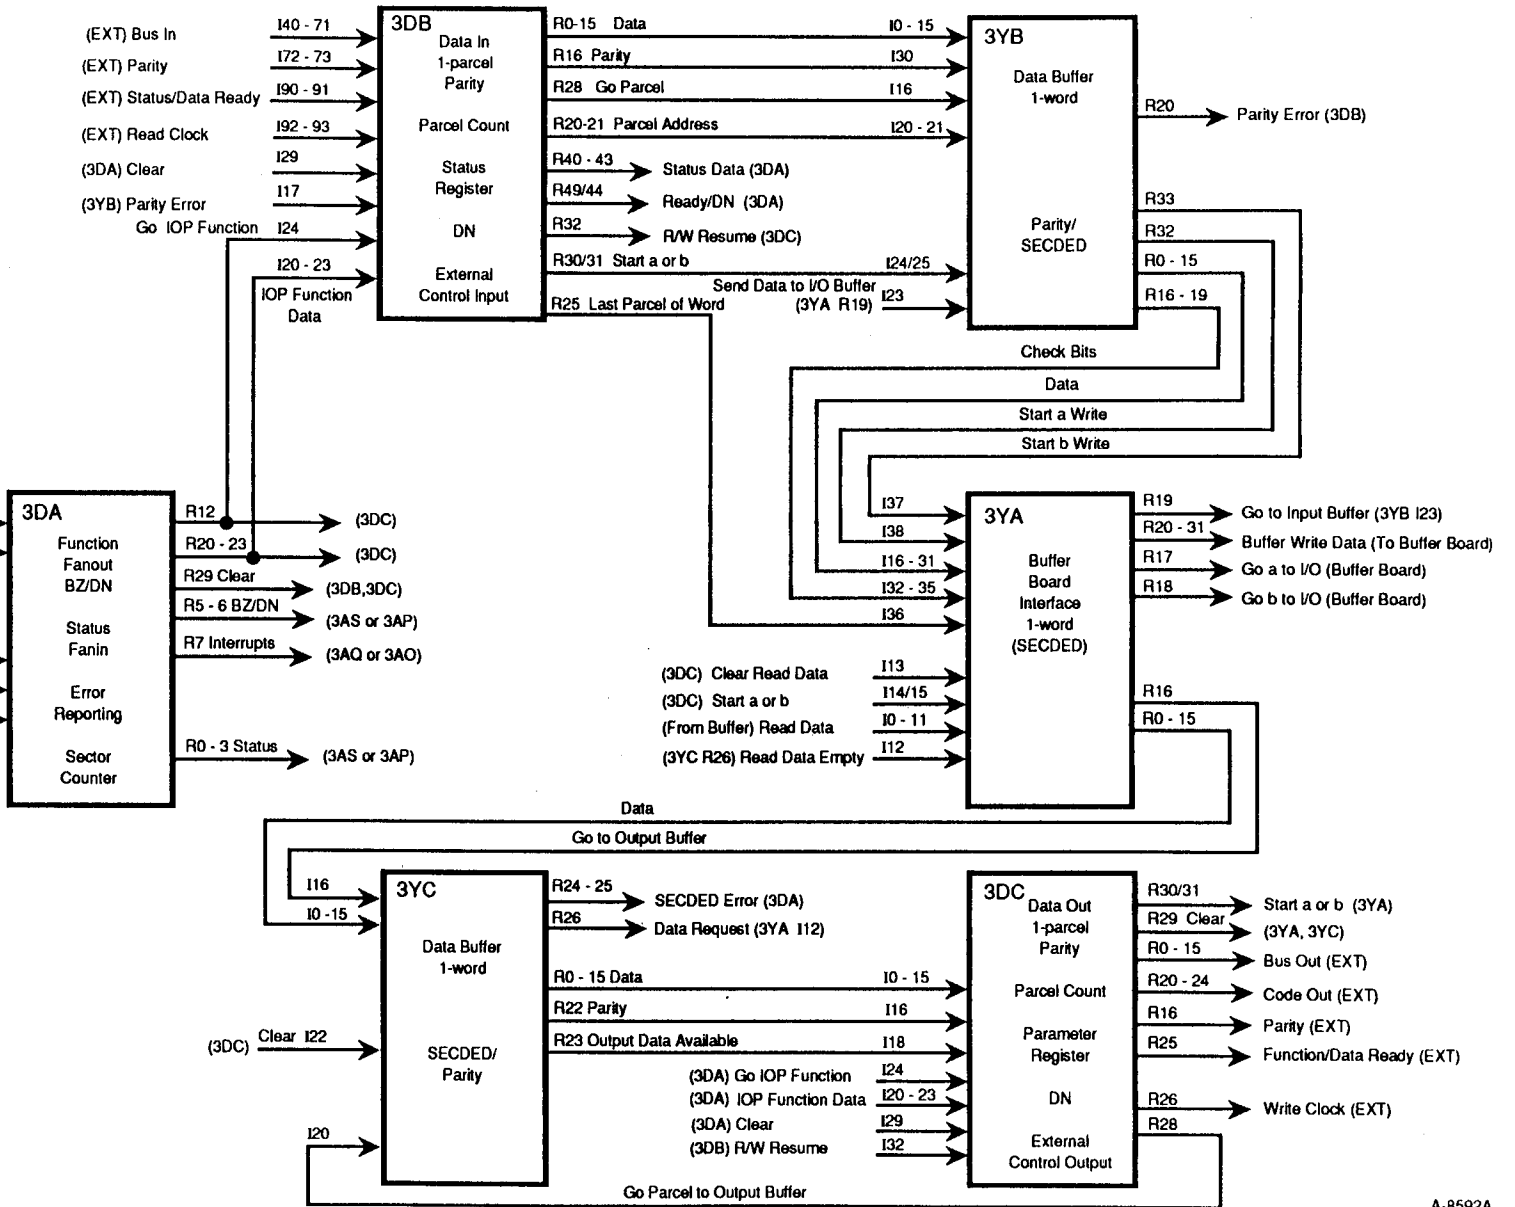 (EXT) Bus In
I40 - 71
(EXT) Parity
I72 - 73
(EXT) Status/Data Ready
I90 - 91
(EXT) Read Clock
I92 - 93
(3DA) Clear
I29
(3YB) Parity Error
I17
Go IOP Function
I24
I20 - 23
IOP Function
Data
3DB
Data In
1-parcel
Parity
Parcel Count
Status
Register
DN
External
Control Input
R0-15 Data
I0 - 15
R16 Parity
I30
R28 Go Parcel
I16
R20-21 Parcel Address
I20 - 21
R40 - 43
Status Data (3DA)
R49/44
Ready/DN (3DA)
R32
R/W Resume (3DC)
R30/31 Start a or b
I24/25
Send Data to I/O Buffer
(3YA R19)
I23
R25 Last Parcel of Word
3YB
Data Buffer
1-word
Parity/
SECDED
R20
Parity Error (3DB)
R33
R32
R0 - 15
R16 - 19
Check Bits
Data
Start a Write
Start b Write
3DA
Function
Fanout
BZ/DN
Status
Fanin
Error
Reporting
Sector
Counter
R12
(3DC)
R20 - 23
(3DC)
R29 Clear
(3DB,3DC)
R5 - 6 BZ/DN
(3AS or 3AP)
R7 Interrupts
(3AQ or 3AO)
R0 - 3 Status
(3AS or 3AP)
I37
I38
I16 - 31
I32 - 35
I36
(3DC) Clear Read Data
I13
(3DC) Start a or b
I14/15
(From Buffer) Read Data
I0 - 11
(3YC R26) Read Data Empty
I12
3YA
Buffer
Board
Interface
1-word
(SECDED)
R19
Go to Input Buffer (3YB I23)
R20 - 31
Buffer Write Data (To Buffer Board)
R17
Go a to I/O (Buffer Board)
R18
Go b to I/O (Buffer Board)
R16
R0 - 15
Data
Go to Output Buffer
I16
I0 -15
(3DC)
Clear I22
I20
3YC
Data Buffer
1-word
SECDED/
Parity
R24 - 25
SECDED Error (3DA)
R26
Data Request (3YA I12)
R0 - 15 Data
I0 - 15
R22 Parity
I16
R23 Output Data Available
I18
(3DA) Go IOP Function
I24
(3DA) IOP Function Data
I20 - 23
(3DA) Clear
I29
(3DB) R/W Resume
I32
3DC
Data Out
1-parcel
Parity
Parcel Count
Parameter
Register
DN
External
Control Output
R30/31
Start a or b (3YA)
R29 Clear
(3YA, 3YC)
R0 - 15
Bus Out (EXT)
R20 - 24
Code Out (EXT)
R16
Parity (EXT)
R25
Function/Data Ready (EXT)
R26
Write Clock (EXT)
R28
Go Parcel to Output Buffer
A-8592A